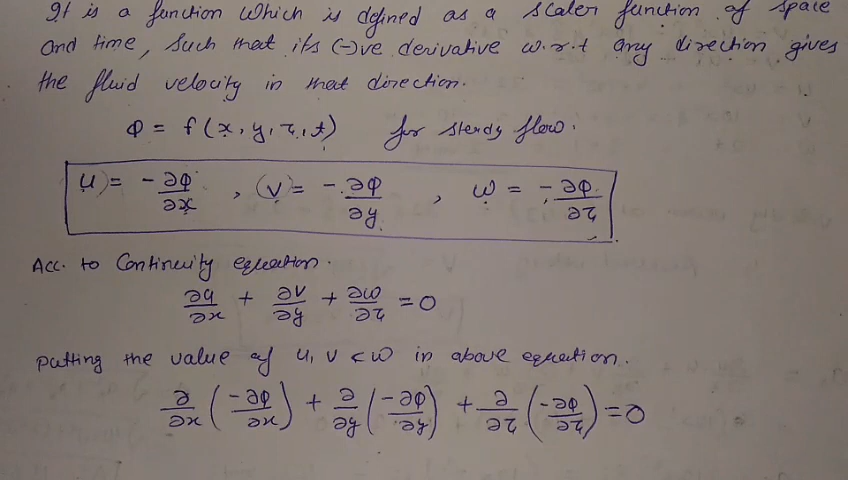 It is a function which is defined as a scaler function of space
and time, such that its (-)ve derivative w.r.t any direction gives
the fluid velocity in that direction.
Φ = f(x, y, z, t) for steady flow.
u = -∂Φ/∂x , v = -∂Φ/∂y , w = -∂Φ/∂z
Acc. to Continuity equation.
∂u/∂x + ∂v/∂y + ∂w/∂z = 0
putting the value of u, v & w in above equation.
∂/∂x (-∂Φ/∂x) + ∂/∂y (-∂Φ/∂y) + ∂/∂z (-∂Φ/∂z) = 0